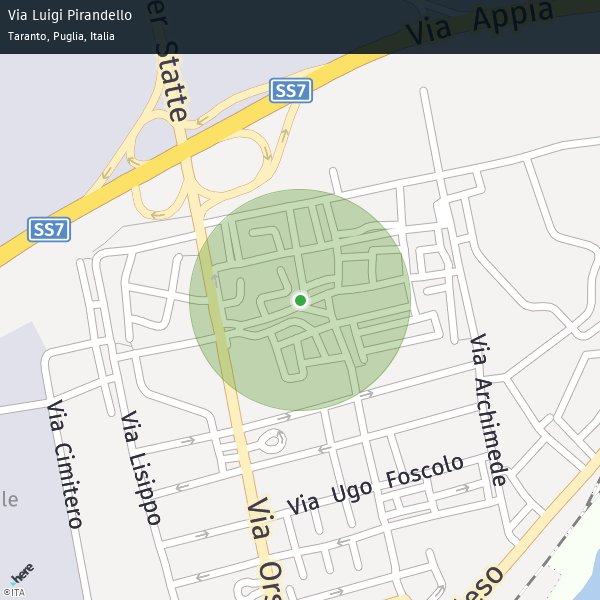 Via Luigi Pirandello
Taranto, Puglia, Italia
er Statte
Via Appia
SS7
SS7
Via Archimede
Via Cimitero
Via Lisippo
Via Ugo Foscolo
le
Via Ors
eso
here
©ITA